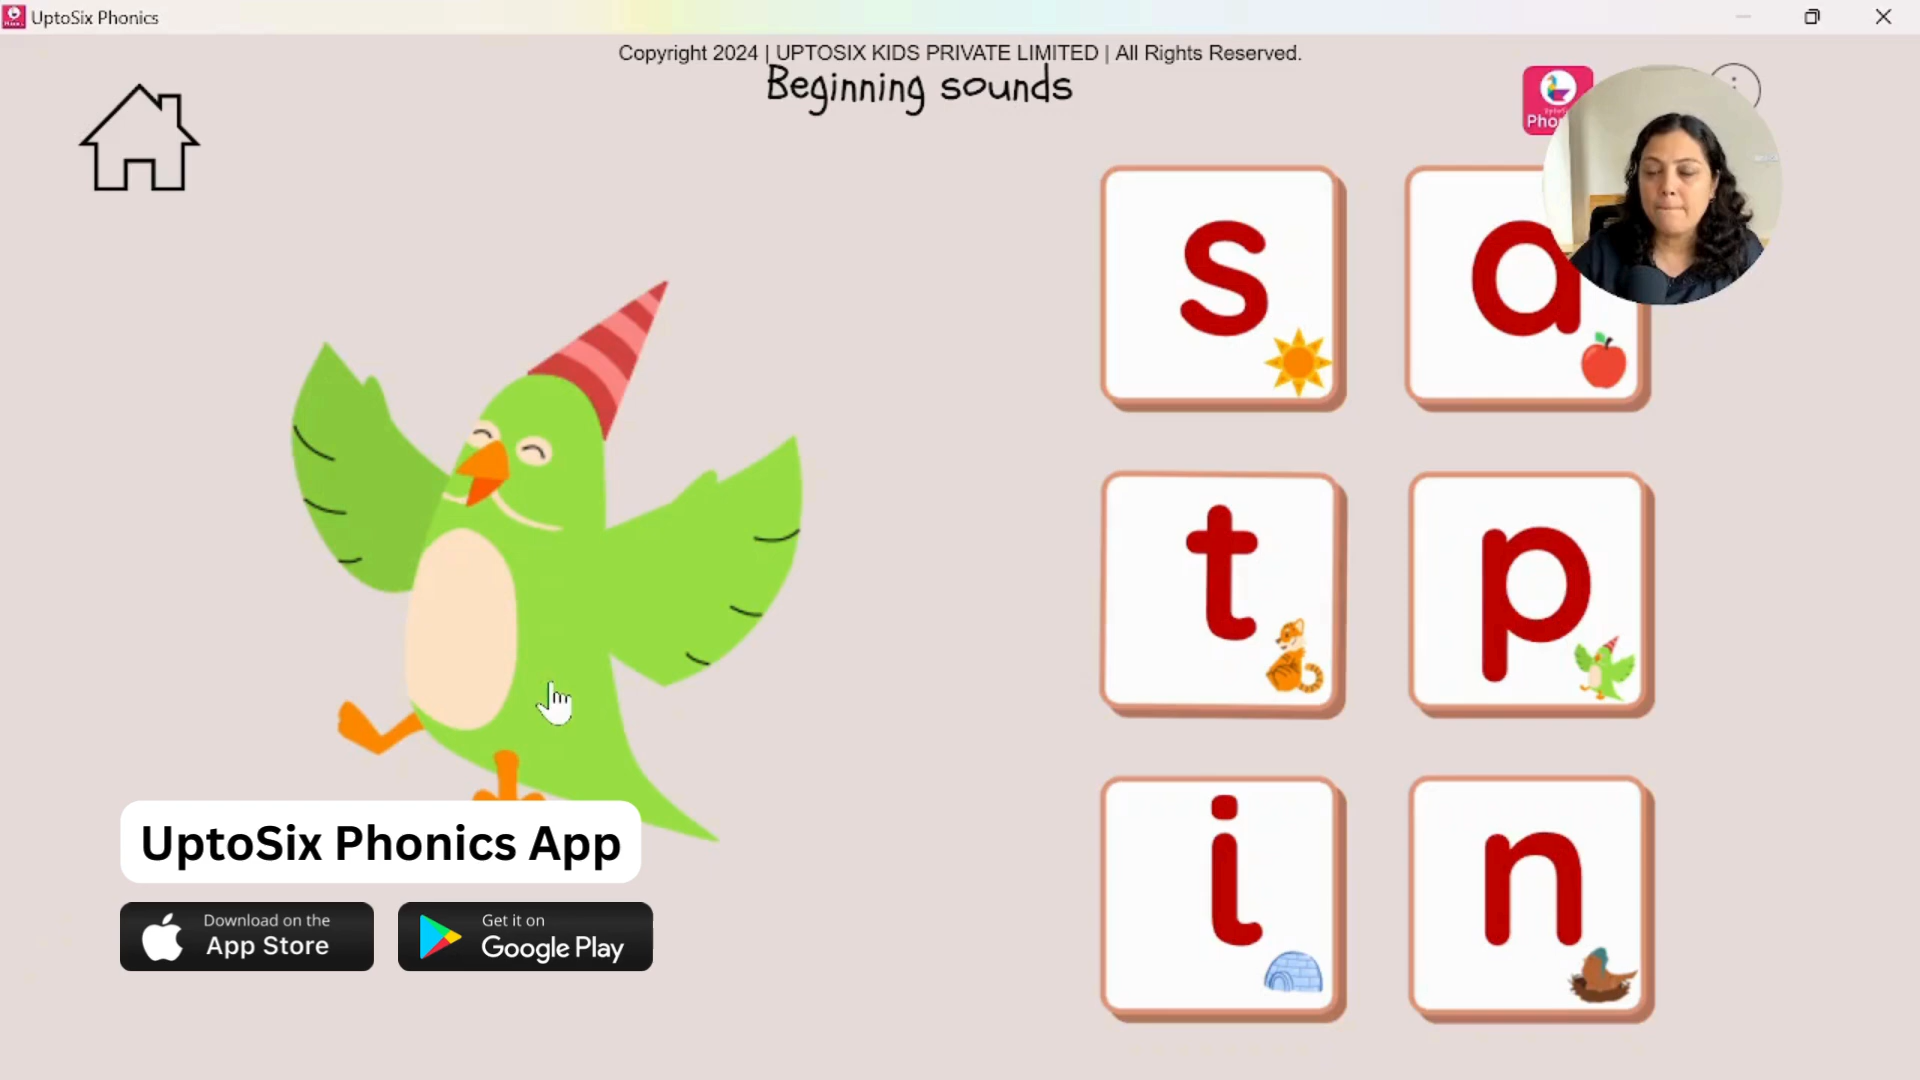 UptoSix Phonics
Copyright 2024 | UPTOSIX KIDS PRIVATE LIMITED | All Rights Reserved.
Beginning sounds
s
a
t
p
i
n
UptoSix Phonics App
Download on the
App Store
Get it on
Google Play